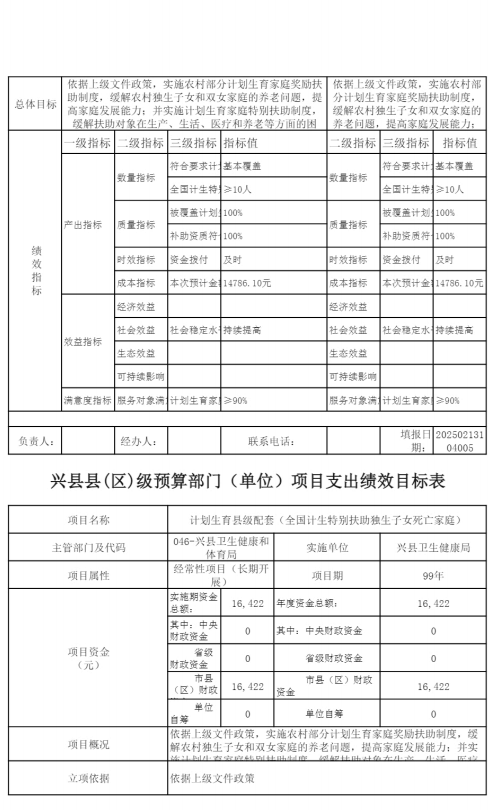 总体目标
依据上级文件政策，实施农村部分计划生育家庭奖励扶
助制度，缓解农村独生子女和双女家庭的养老问题，提
高家庭发展能力；并实施计划生育家庭特别扶助制度，
缓解扶助对象在生产、生活、医疗和养老等方面的困
依据上级文件政策，实施农村部
分计划生育家庭奖励扶助制度，
缓解农村独生子女和双女家庭的
养老问题，提高家庭发展能力；
绩效指标
一级指标 二级指标 三级指标 指标值 二级指标 三级指标 指标值
产出指标
数量指标 符合要求计 基本覆盖 数量指标 符合要求计 基本覆盖
全国计生特 ≥10人 全国计生特 ≥10人
质量指标 被覆盖计划 100% 质量指标 被覆盖计划 100%
补助资质符 100% 补助资质符 100%
时效指标 资金拨付 及时 时效指标 资金拨付 及时
成本指标 本次预计金 14786.10元 成本指标 本次预计金 14786.10元
效益指标
经济效益 经济效益
社会效益 社会稳定水 持续提高 社会效益 社会稳定水 持续提高
生态效益 生态效益
可持续影响 可持续影响
满意度指标 服务对象满 计划生育家 ≥90% 服务对象满 计划生育家 ≥90%
负责人： 经办人： 联系电话： 填报日期： 20250213104005
兴县县(区)级预算部门（单位）项目支出绩效目标表
项目名称 计划生育县级配套（全国计生特别扶助独生子女死亡家庭）
主管部门及代码 046-兴县卫生健康和体育局 实施单位 兴县卫生健康局
项目属性 经常性项目（长期开展） 项目期 99年
项目资金（元）
实施期资金总额： 16,422 年度资金总额： 16,422
其中：中央财政资金 0 其中：中央财政资金 0
省级财政资金 0 省级财政资金 0
市县（区）财政 16,422 市县（区）财政资金 16,422
单位自筹 0 单位自筹 0
项目概况
依据上级文件政策，实施农村部分计划生育家庭奖励扶助制度，缓
解农村独生子女和双女家庭的养老问题，提高家庭发展能力；并实
施计划生育家庭特别扶助制度，缓解扶助对象在生产、生活、医疗
立项依据 依据上级文件政策